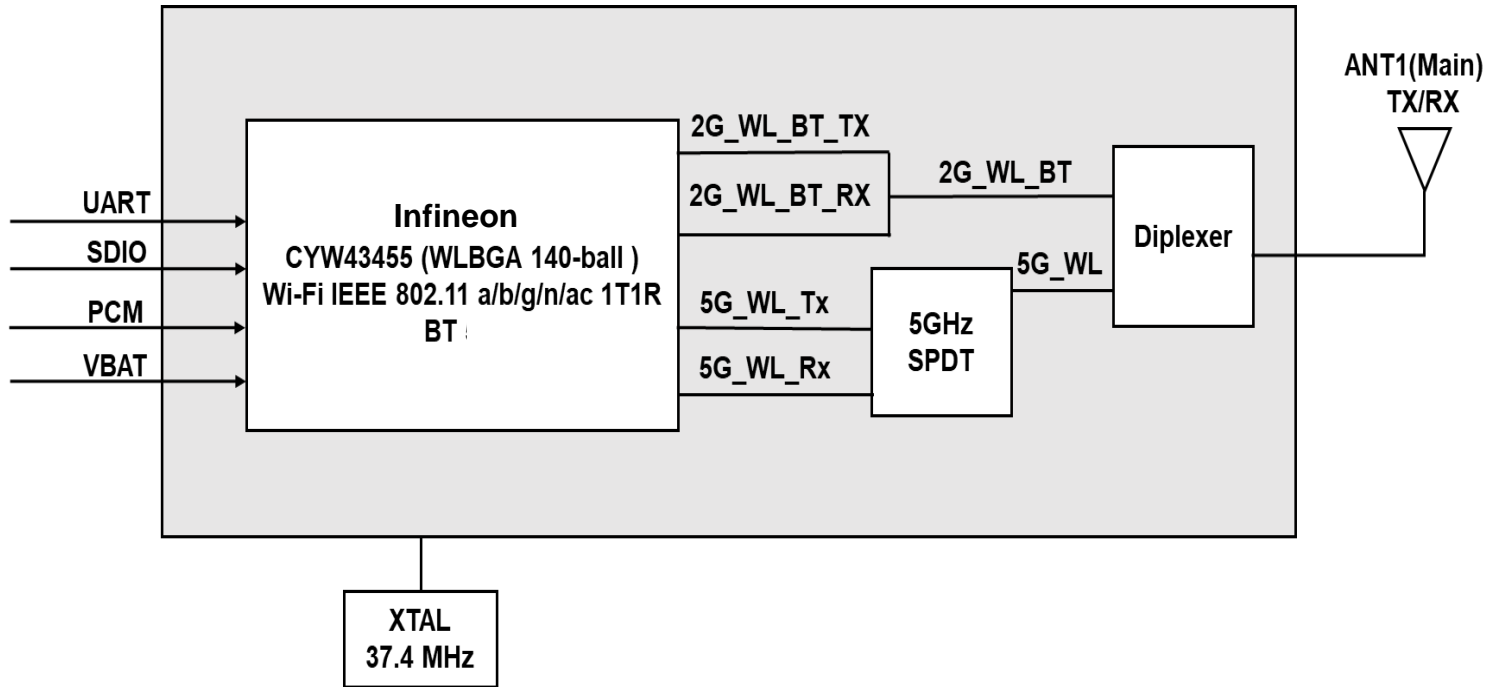 ANT1(Main)
TX/RX
2G_WL_BT_TX
2G_WL_BT_RX
2G_WL_BT
UART
SDIO
PCM
VBAT
Infineon
CYW43455 (WLBGA 140-ball )
Wi-Fi IEEE 802.11 a/b/g/n/ac 1T1R
BT
5G_WL_Tx
5G_WL_Rx
5GHz
SPDT
5G_WL
Diplexer
XTAL
37.4 MHz